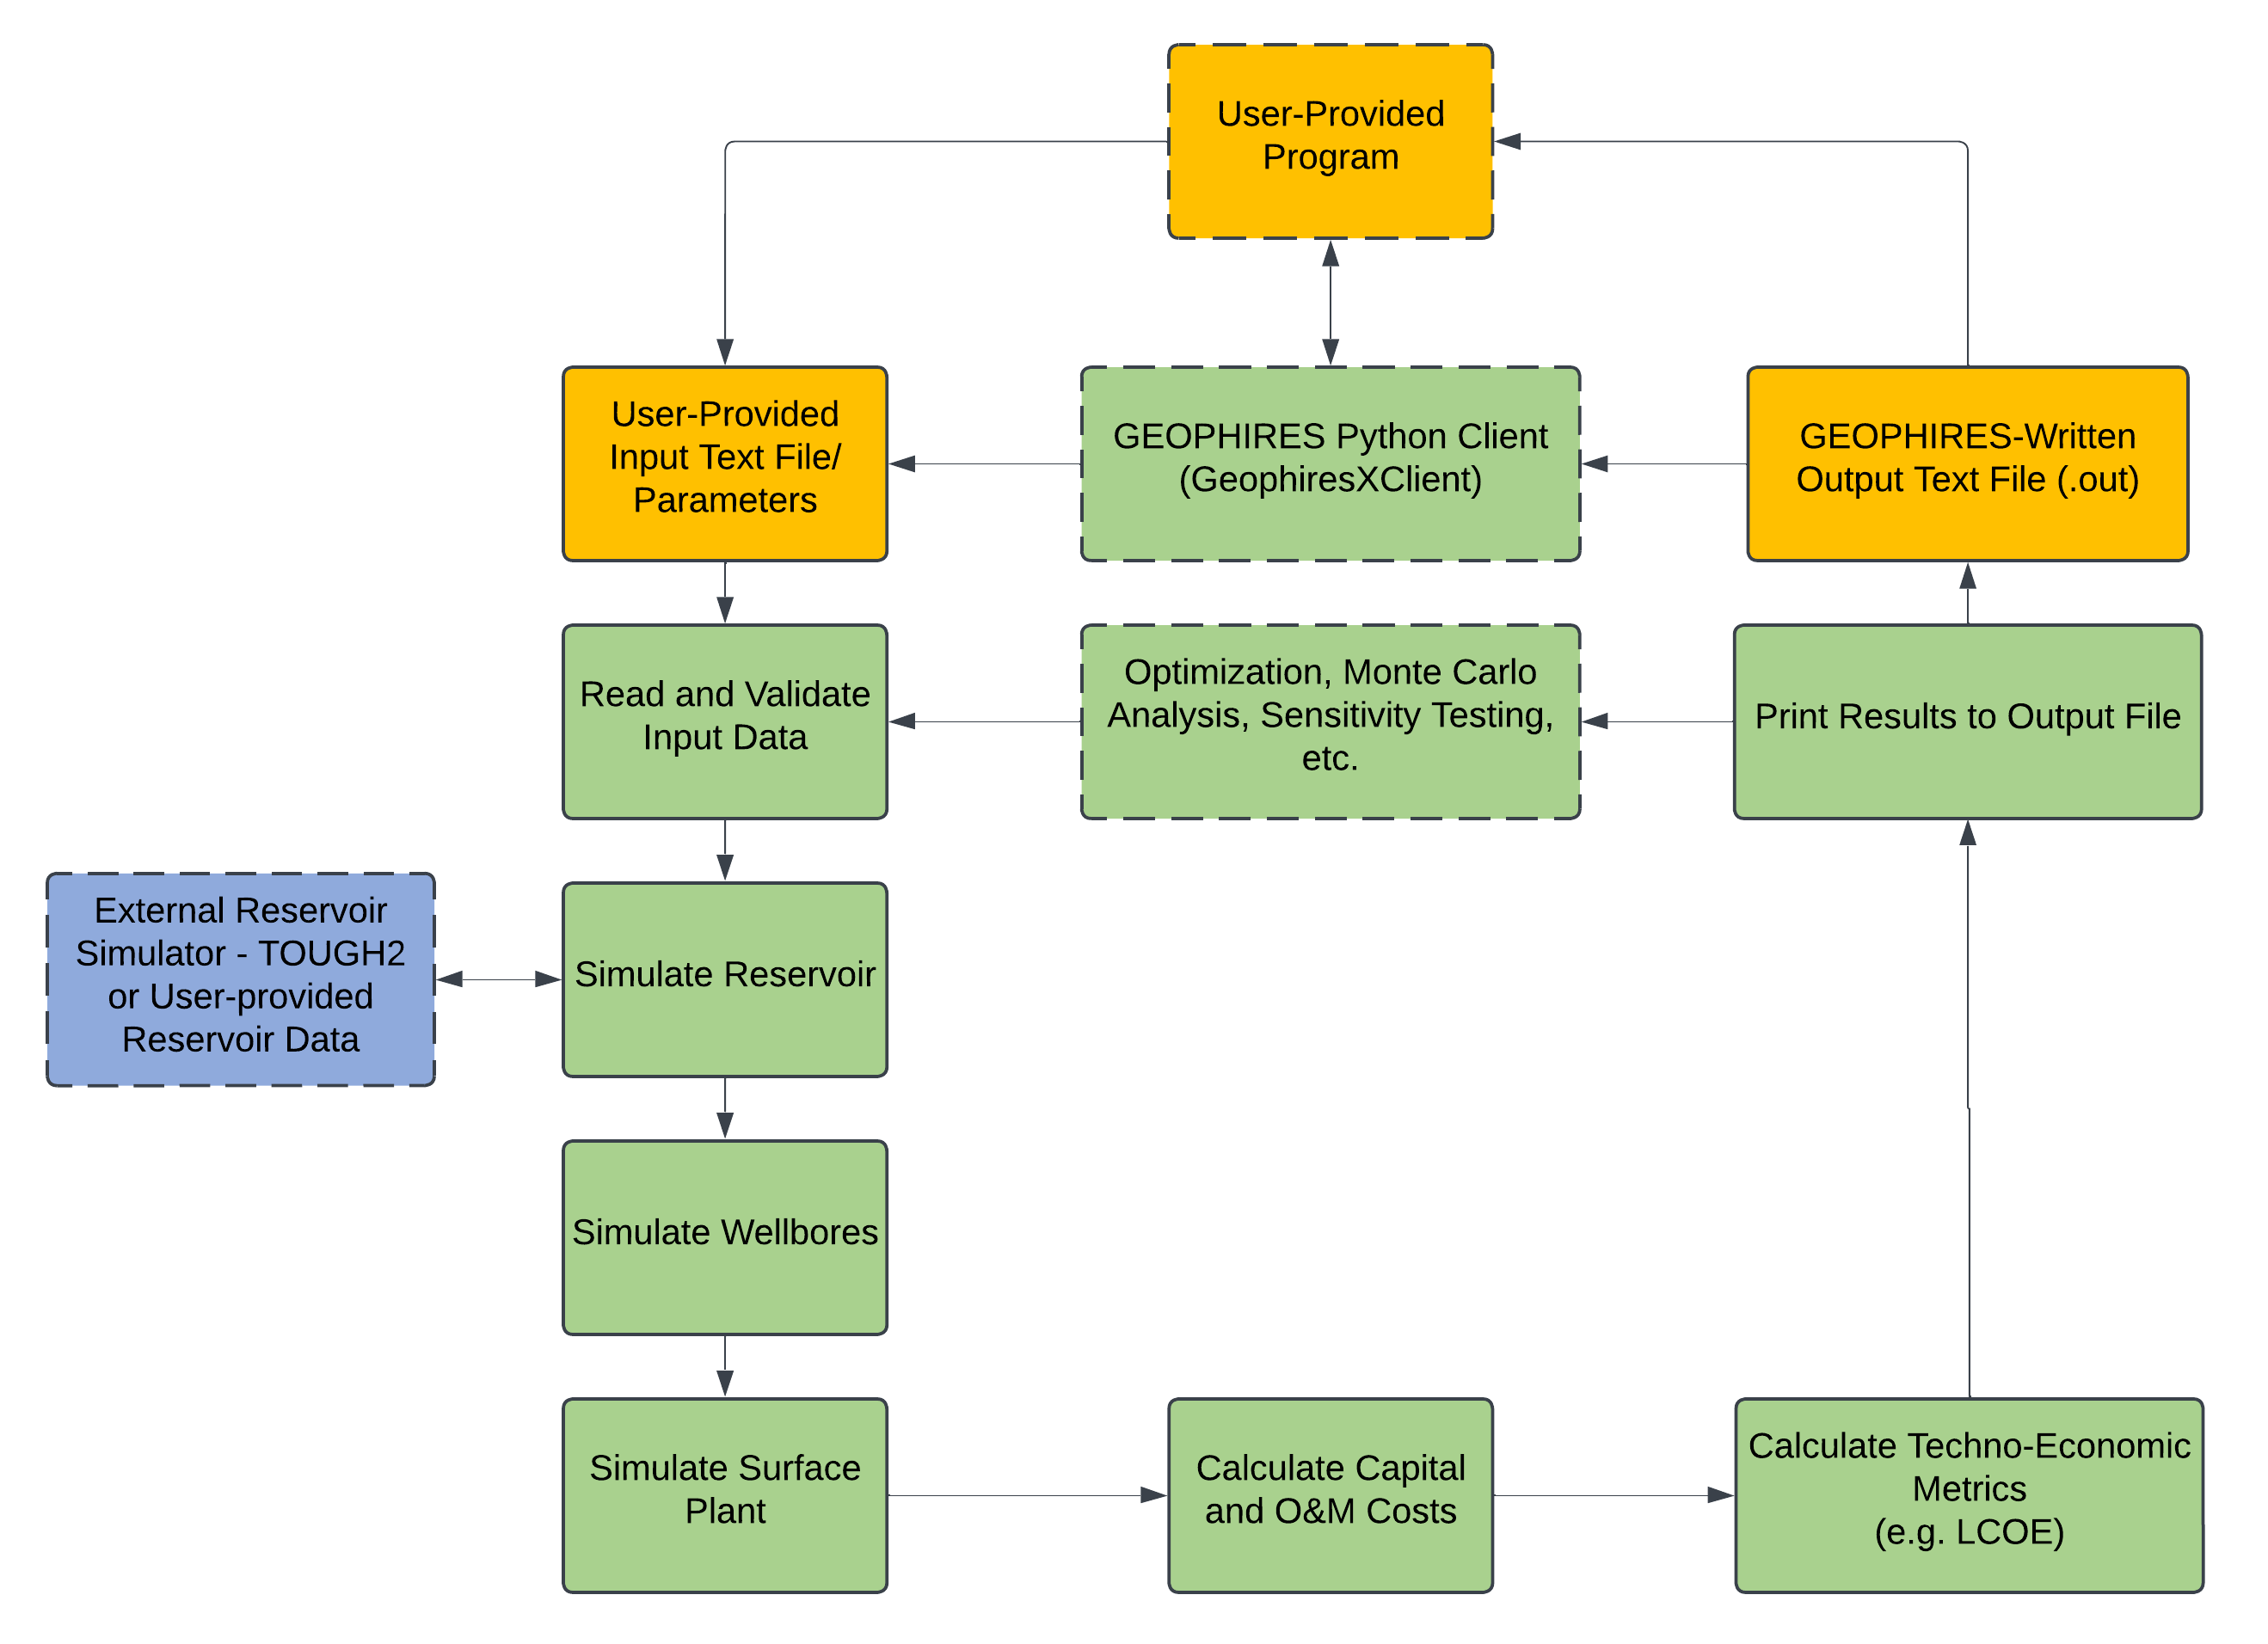 User-Provided
Program
User-Provided
Input Text File/
Parameters
GEOPHIRES Python Client
(GeophiresXClient)
GEOPHIRES-Written
Output Text File (.out)
Read and Validate
Input Data
Optimization, Monte Carlo
Analysis, Sensitivity Testing,
etc.
Print Results to Output File
External Reservoir
Simulator - TOUGH2
or User-provided
Reservoir Data
Simulate Reservoir
Simulate Wellbores
Simulate Surface
Plant
Calculate Capital
and O&M Costs
Calculate Techno-Economic
Metrics
(e.g. LCOE)